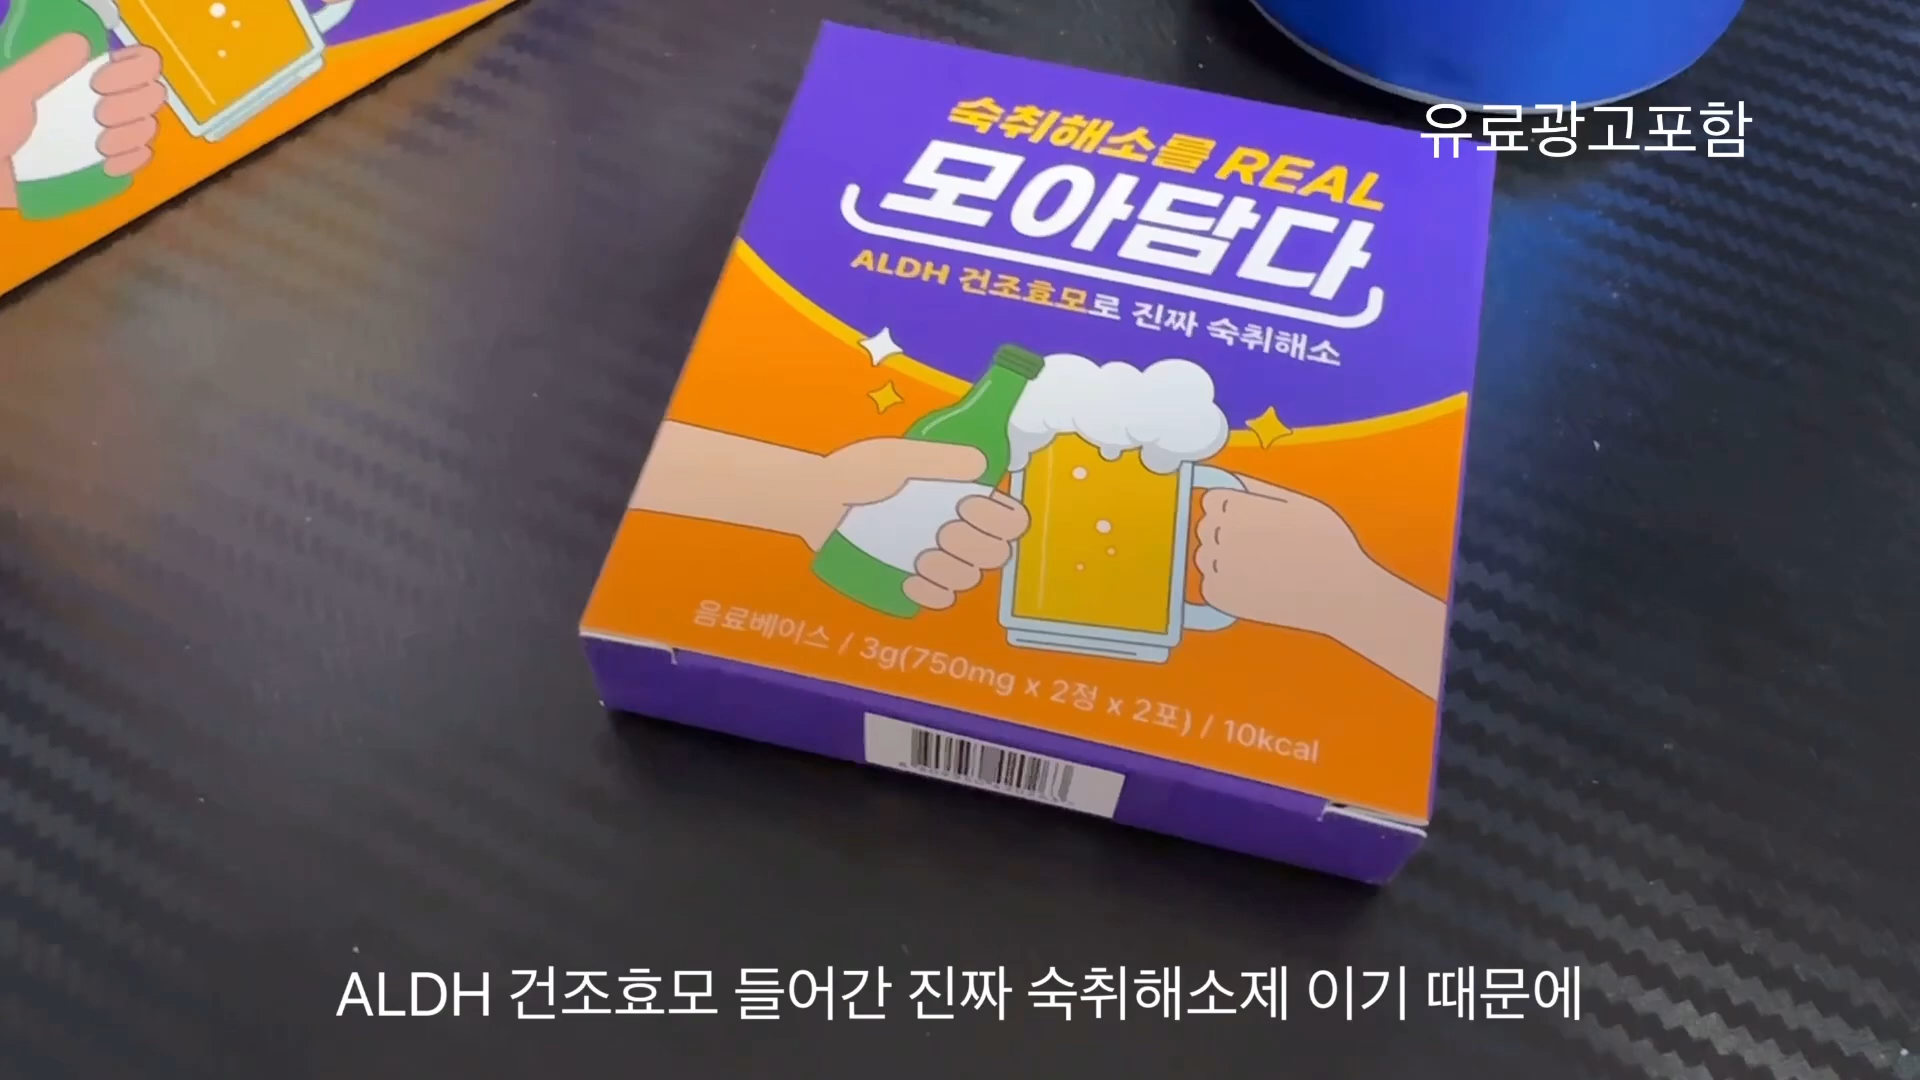 숙취해소를 REAL
모아담다
ALDH 건조효모로 진짜 숙취해소
음료베이스 / 3g(750mg x 2정 x 2포) / 10kcal
유료광고포함
ALDH 건조효모 들어간 진짜 숙취해소제 이기 때문에